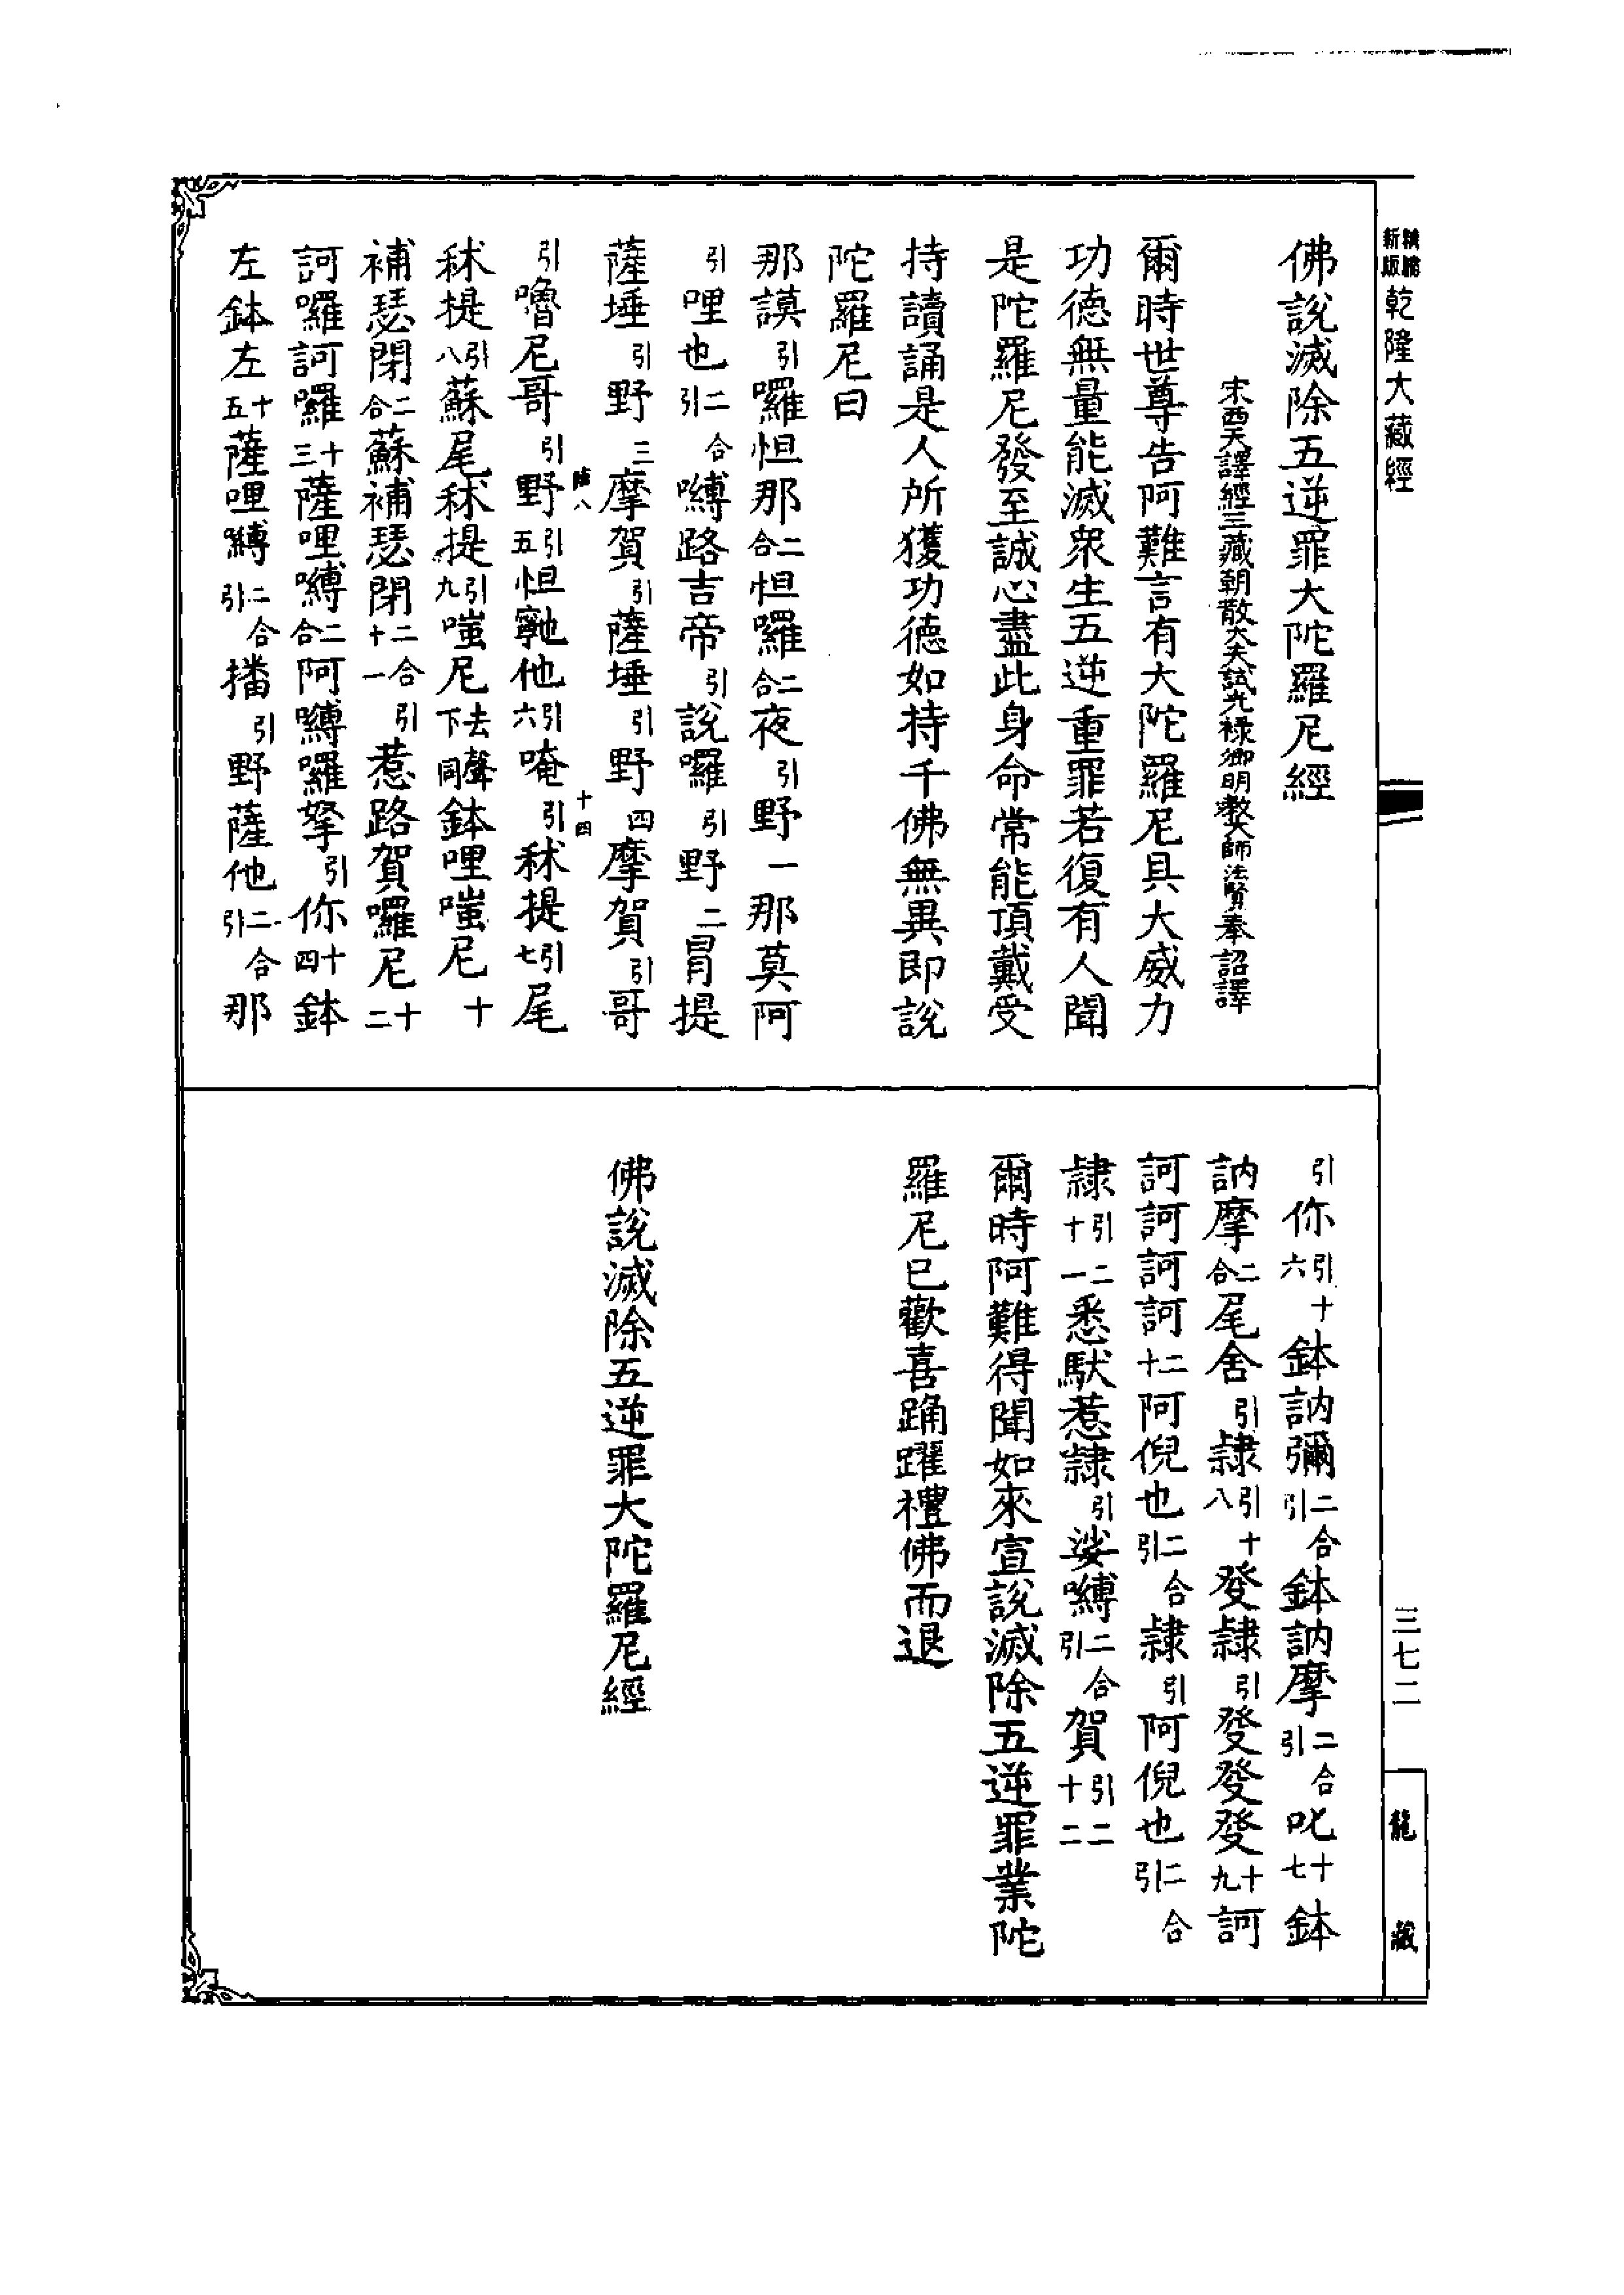 新版
乾隆大藏經
三七二
龍藏
佛說滅除五逆罪大陀羅尼經
宋西天譯經三藏朝散大夫試光祿卿明教大師法賢奉詔譯
爾時世尊告阿難言有大陀羅尼具大威力
功德無量能滅衆生五逆重罪若復有人聞
是陀羅尼發至誠心盡此身命常能頂戴受
持讀誦是人所獲功德如持千佛無異即說
陀羅尼曰
那謨引囉怛那二合怛囉二合夜引野一那莫阿
引哩也二合引嚩路吉帝引說囉引野二冐提
薩埵引野三摩賀引薩埵引野四摩賀引哥
引嚕尼哥引野引五怛寧他引六唵引秫提引七尾
十四
秫提引八蘇尾秫提引九嗤尼去聲下同鉢哩嗤尼十
補瑟閉二合蘇補瑟閉二合引十一惹路賀囉尼十二
訶囉訶囉十三薩哩嚩二合阿嚩囉拏引你十四鉢
左鉢左十五薩哩嚩二合引播引野薩他二合引那
引你引十六鉢訥彌二合引鉢訥摩二合引叱十七鉢
訥摩二合尾舍引隷引十八發隷引發發發十九訶
訶訶訶訶二十阿倪也二合引隷引阿倪也二合引
隷引二十一悉馱惹隷引娑嚩二合引賀引二十二
爾時阿難得聞如來宣說滅除五逆罪業陀
羅尼已歡喜踊躍禮佛而退
佛說滅除五逆罪大陀羅尼經